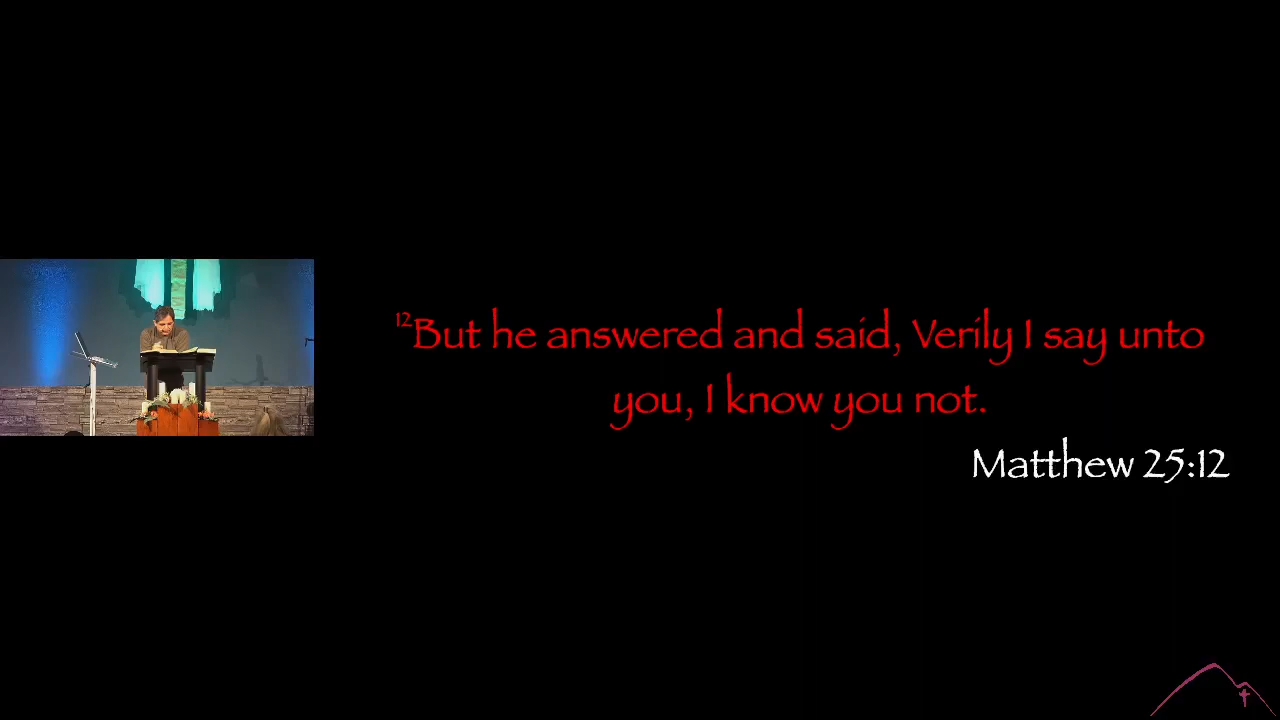 12But he answered and said, Verily I say unto
you, I know you not.
Matthew 25:12